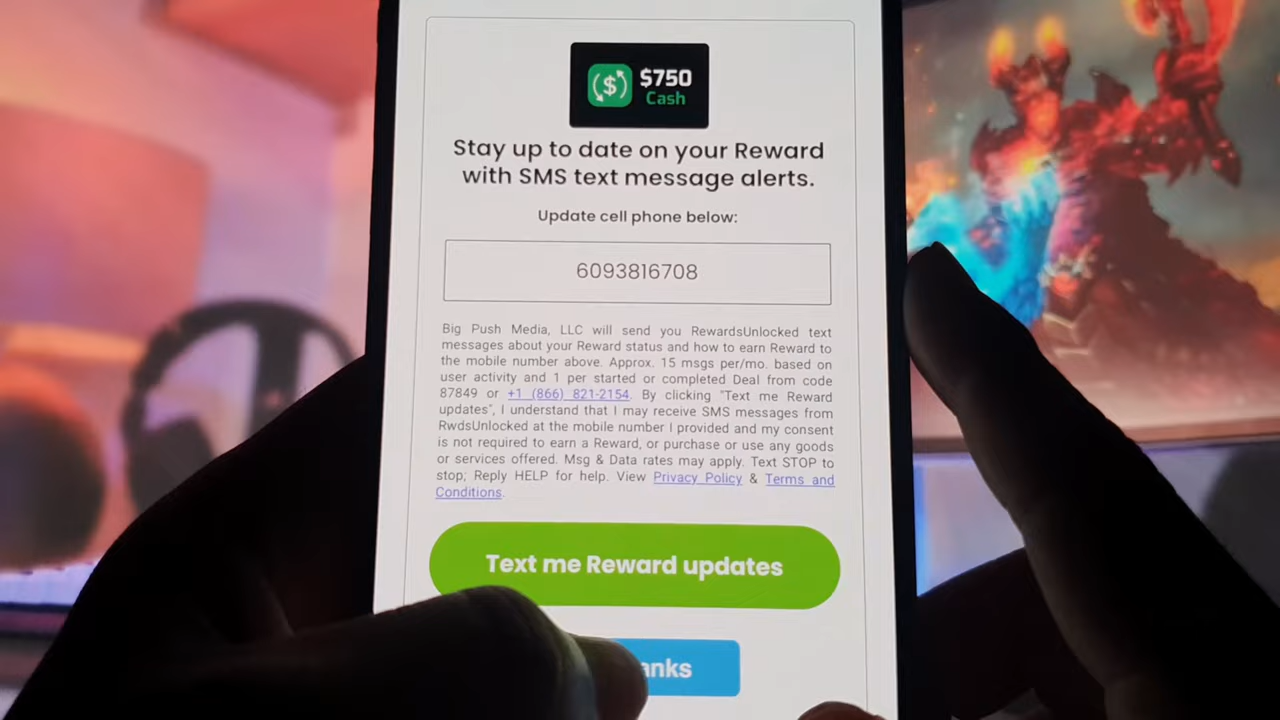 $750
Cash
Stay up to date on your Reward
with SMS text message alerts.
Update cell phone below:
6093816708
Big Push Media, LLC will send you RewardsUnlocked text
messages about your Reward status and how to earn Reward to
the mobile number above. Approx. 15 msgs per/mo. based on
user activity and 1 per started or completed Deal from code
87849 or +1 (866) 821-2154. By clicking "Text me Reward
updates", I understand that I may receive SMS messages from
RwdsUnlocked at the mobile number I provided and my consent
is not required to earn a Reward, or purchase or use any goods
or services offered. Msg & Data rates may apply. Text STOP to
stop; Reply HELP for help. View Privacy Policy & Terms and
Conditions.
Text me Reward updates